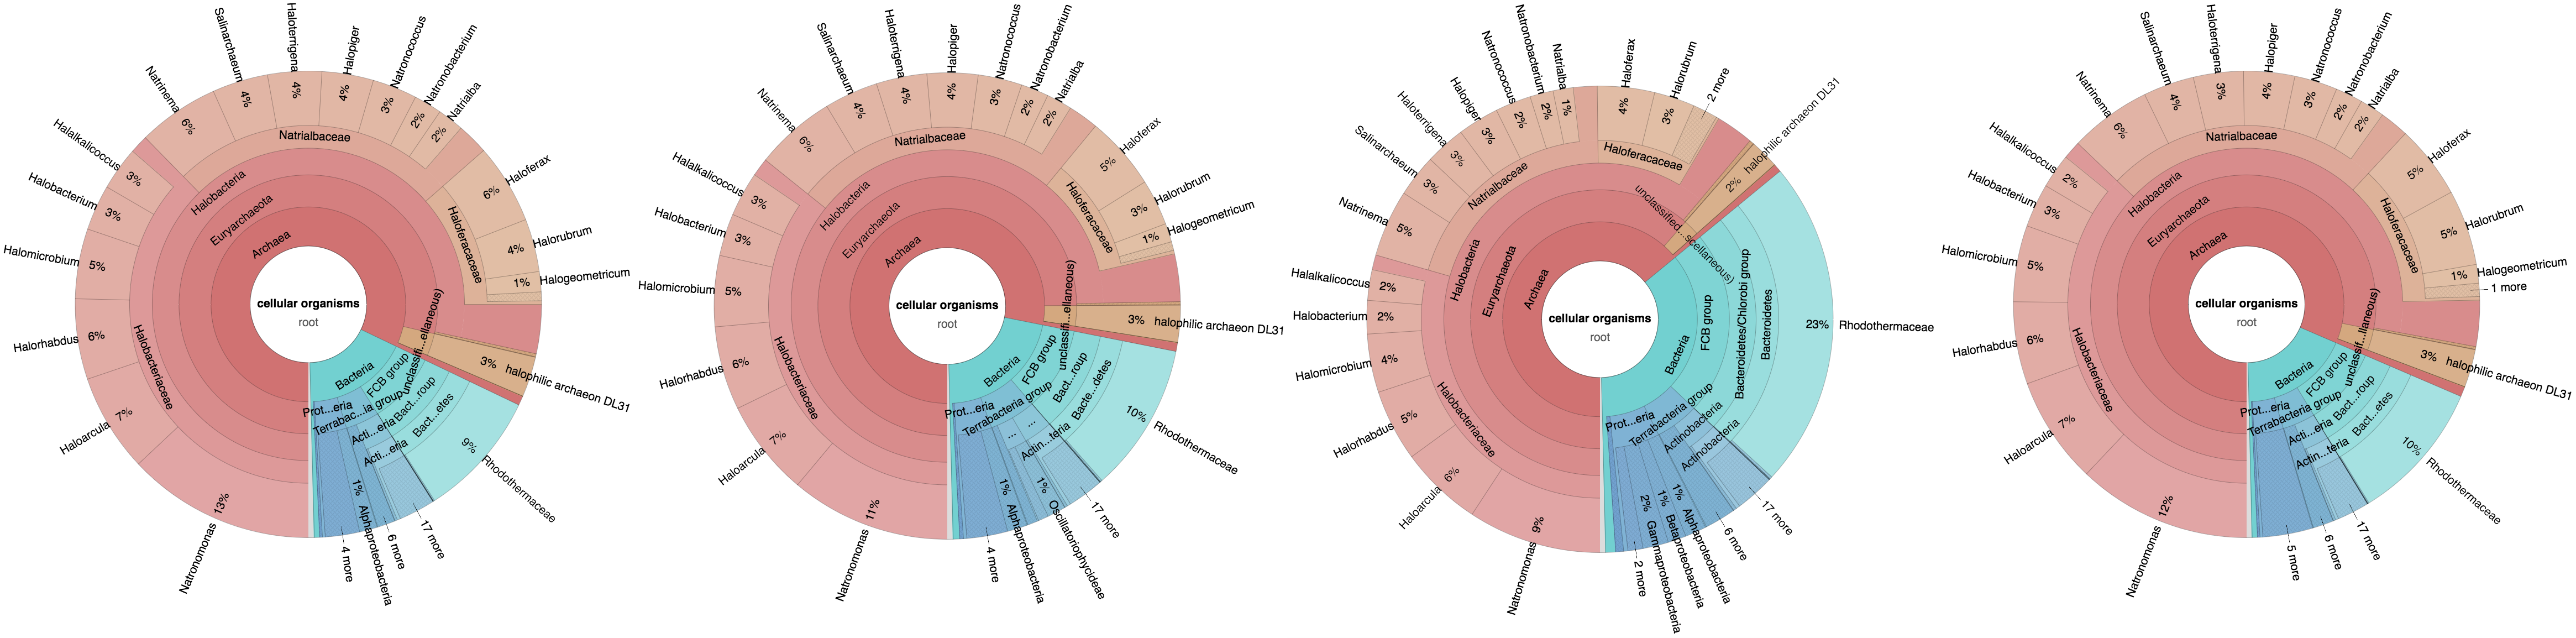 cellular organisms
root
Archaea
Euryarchaeota
Halobacteria
Natrialbaceae
Natrinema
6%
Salinarchaeum
4%
Haloterrigena
4%
Halopiger
4%
Natronococcus
3%
Natronobacterium
2%
Natrialba
2%
Haloferacaceae
Haloferax
6%
Halorubrum
4%
Halogeometricum
1%
unclassifi...ellaneous)
3%
halophilic archaeon DL31
Halobacteriaceae
Halalkalicoccus
3%
Halobacterium
3%
Halomicrobium
5%
Halorhabdus
6%
Haloarcula
7%
Natronomonas
13%
Bacteria
FCB group
Bact...roup
Bact...etes
9%
Rhodothermaceae
Prot...eria
Terrabac...ia group
Acti...eria
Acti...eria
17 more
6 more
1%
Alphaproteobacteria
4 more
cellular organisms
root
Archaea
Euryarchaeota
Halobacteria
Natrialbaceae
Natrinema
6%
Salinarchaeum
4%
Haloterrigena
4%
Halopiger
4%
Natronococcus
3%
Natronobacterium
2%
Natrialba
2%
Haloferacaceae
Haloferax
5%
Halorubrum
3%
Halogeometricum
1%
unclassifi...ellaneous)
3%
halophilic archaeon DL31
Halobacteriaceae
Halalkalicoccus
3%
Halobacterium
3%
Halomicrobium
5%
Halorhabdus
6%
Haloarcula
7%
Natronomonas
11%
Bacteria
FCB group
Bact...roup
Bacte...detes
10%
Rhodothermaceae
Prot...eria
Terrabacteria group
...
...
Actin...teria
17 more
1%
Oscillatoriophycideae
1%
Alphaproteobacteria
4 more
cellular organisms
root
Archaea
Euryarchaeota
Halobacteria
Natrialbaceae
Natrinema
5%
Salinarchaeum
3%
Haloterrigena
3%
Halopiger
3%
Natronococcus
2%
Natronobacterium
2%
Natrialba
1%
Haloferacaceae
Haloferax
4%
Halorubrum
3%
2 more
unclassified...scellaneous)
2%
halophilic archaeon DL31
Halobacteriaceae
Halalkalicoccus
2%
Halobacterium
2%
Halomicrobium
4%
Halorhabdus
5%
Haloarcula
6%
Natronomonas
9%
Bacteria
FCB group
Bacteroidetes/Chlorobi group
Bacteroidetes
23%
Rhodothermaceae
Prot...eria
Terrabacteria group
Actinobacteria
Actinobacteria
17 more
6 more
1%
Alphaproteobacteria
1%
Betaproteobacteria
2%
Gammaproteobacteria
2 more
cellular organisms
root
Archaea
Euryarchaeota
Halobacteria
Natrialbaceae
Natrinema
6%
Salinarchaeum
4%
Haloterrigena
3%
Halopiger
4%
Natronococcus
3%
Natronobacterium
2%
Natrialba
2%
Haloferacaceae
Haloferax
5%
Halorubrum
5%
Halogeometricum
1%
1 more
unclassif...llaneous)
3%
halophilic archaeon DL31
Halobacteriaceae
Halalkalicoccus
2%
Halobacterium
3%
Halomicrobium
5%
Halorhabdus
6%
Haloarcula
7%
Natronomonas
12%
Bacteria
FCB group
Bact...roup
Bact...etes
10%
Rhodothermaceae
Prot...eria
Terrabacteria group
Acti...eria
Actin...teria
17 more
6 more
5 more